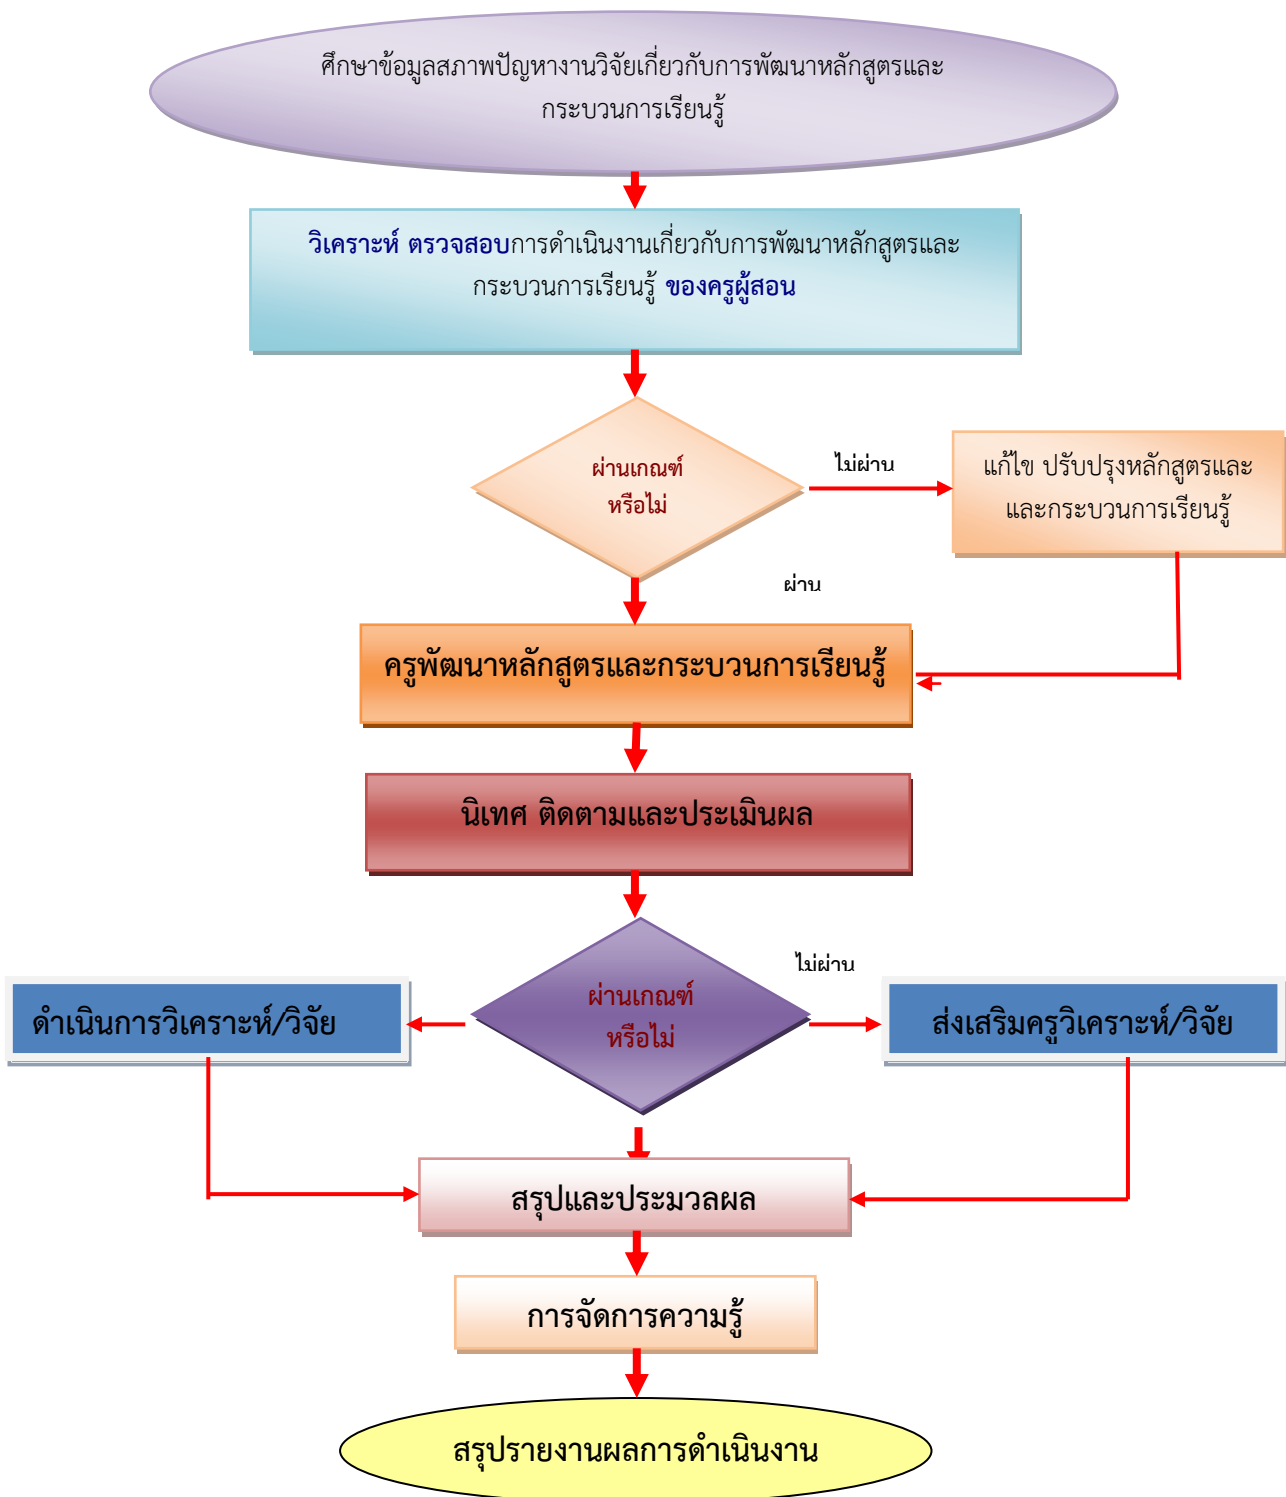 ศึกษาข้อมูลสภาพปัญหางานวิจัยเกี่ยวกับการพัฒนาหลักสูตรและ
กระบวนการเรียนรู้
วิเคราะห์ ตรวจสอบการดำเนินงานเกี่ยวกับการพัฒนาหลักสูตรและ
กระบวนการเรียนรู้ ของครูผู้สอน
ผ่านเกณฑ์
หรือไม่
ไม่ผ่าน
แก้ไข ปรับปรุงหลักสูตรและ
และกระบวนการเรียนรู้
ผ่าน
ครูพัฒนาหลักสูตรและกระบวนการเรียนรู้
นิเทศ ติดตามและประเมินผล
ไม่ผ่าน
ผ่านเกณฑ์
หรือไม่
ดำเนินการวิเคราะห์/วิจัย
ส่งเสริมครูวิเคราะห์/วิจัย
สรุปและประมวลผล
การจัดการความรู้
สรุปรายงานผลการดำเนินงาน